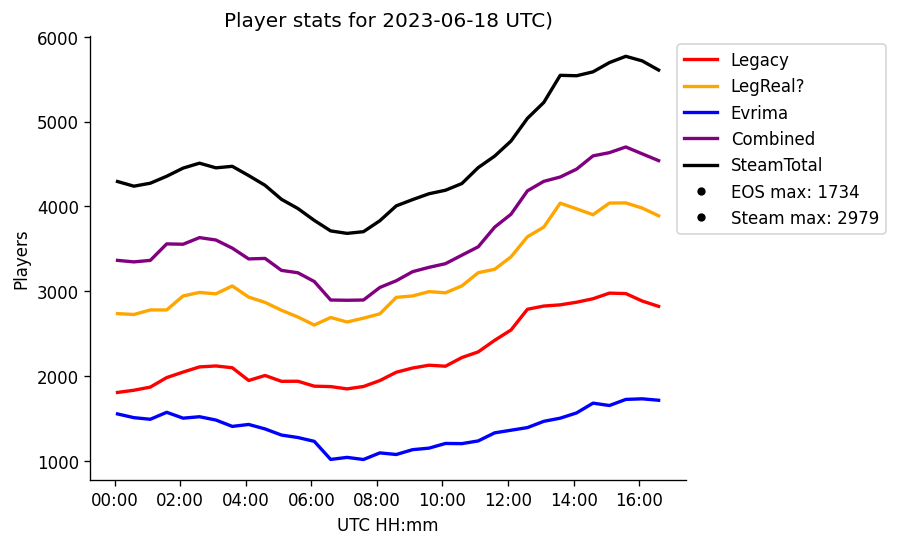 Player stats for 2023-06-18 UTC)
6000
5000
4000
3000
2000
1000
Players
00:00 02:00 04:00 06:00 08:00 10:00 12:00 14:00 16:00
UTC HH:mm
Legacy
LegReal?
Evrima
Combined
SteamTotal
EOS max: 1734
Steam max: 2979